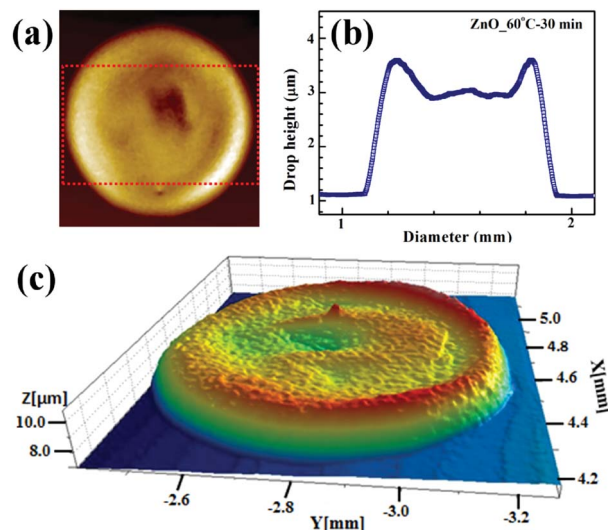 (a)
(b)
ZnO_60°C-30 min
4
3
2
1
Drop height (μm)
1
2
Diameter (mm)
(c)
Z[μm]
10.0
8.0
-2.6
-2.8
-3.0
-3.2
Y[mm]
5.0
4.8
4.6
4.4
4.2
X[mm]